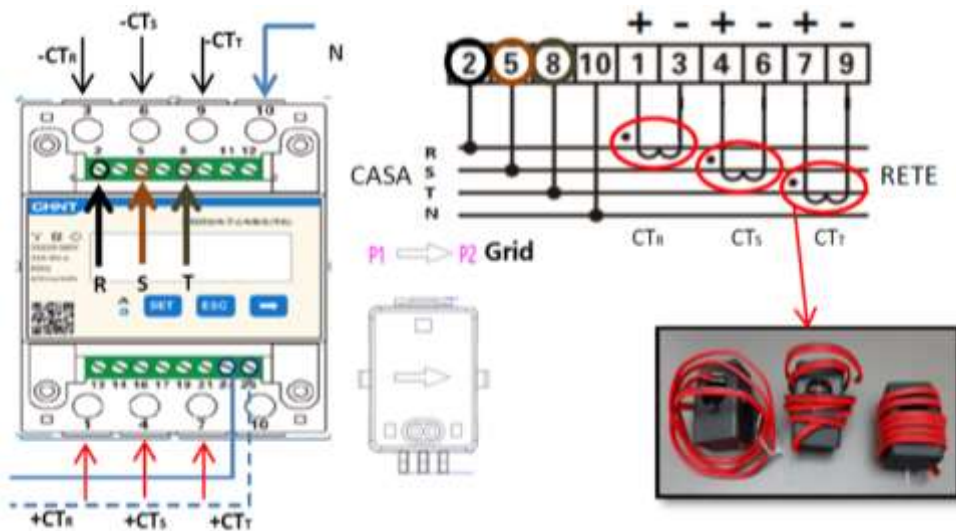 -CTR
-CTS
-CTT
N
3
6
9
10
2
5
8
11
12
CHNT
R
S
T
SET
ESC
13
14
16
17
19
21
24
25
1
4
7
10
+CTR
+CTS
+CTT
+ - + - + -
2 5 8 10 1 3 4 6 7 9
R
S
T
N
CASA
RETE
CTR
CTS
CTT
P1
P2 Grid